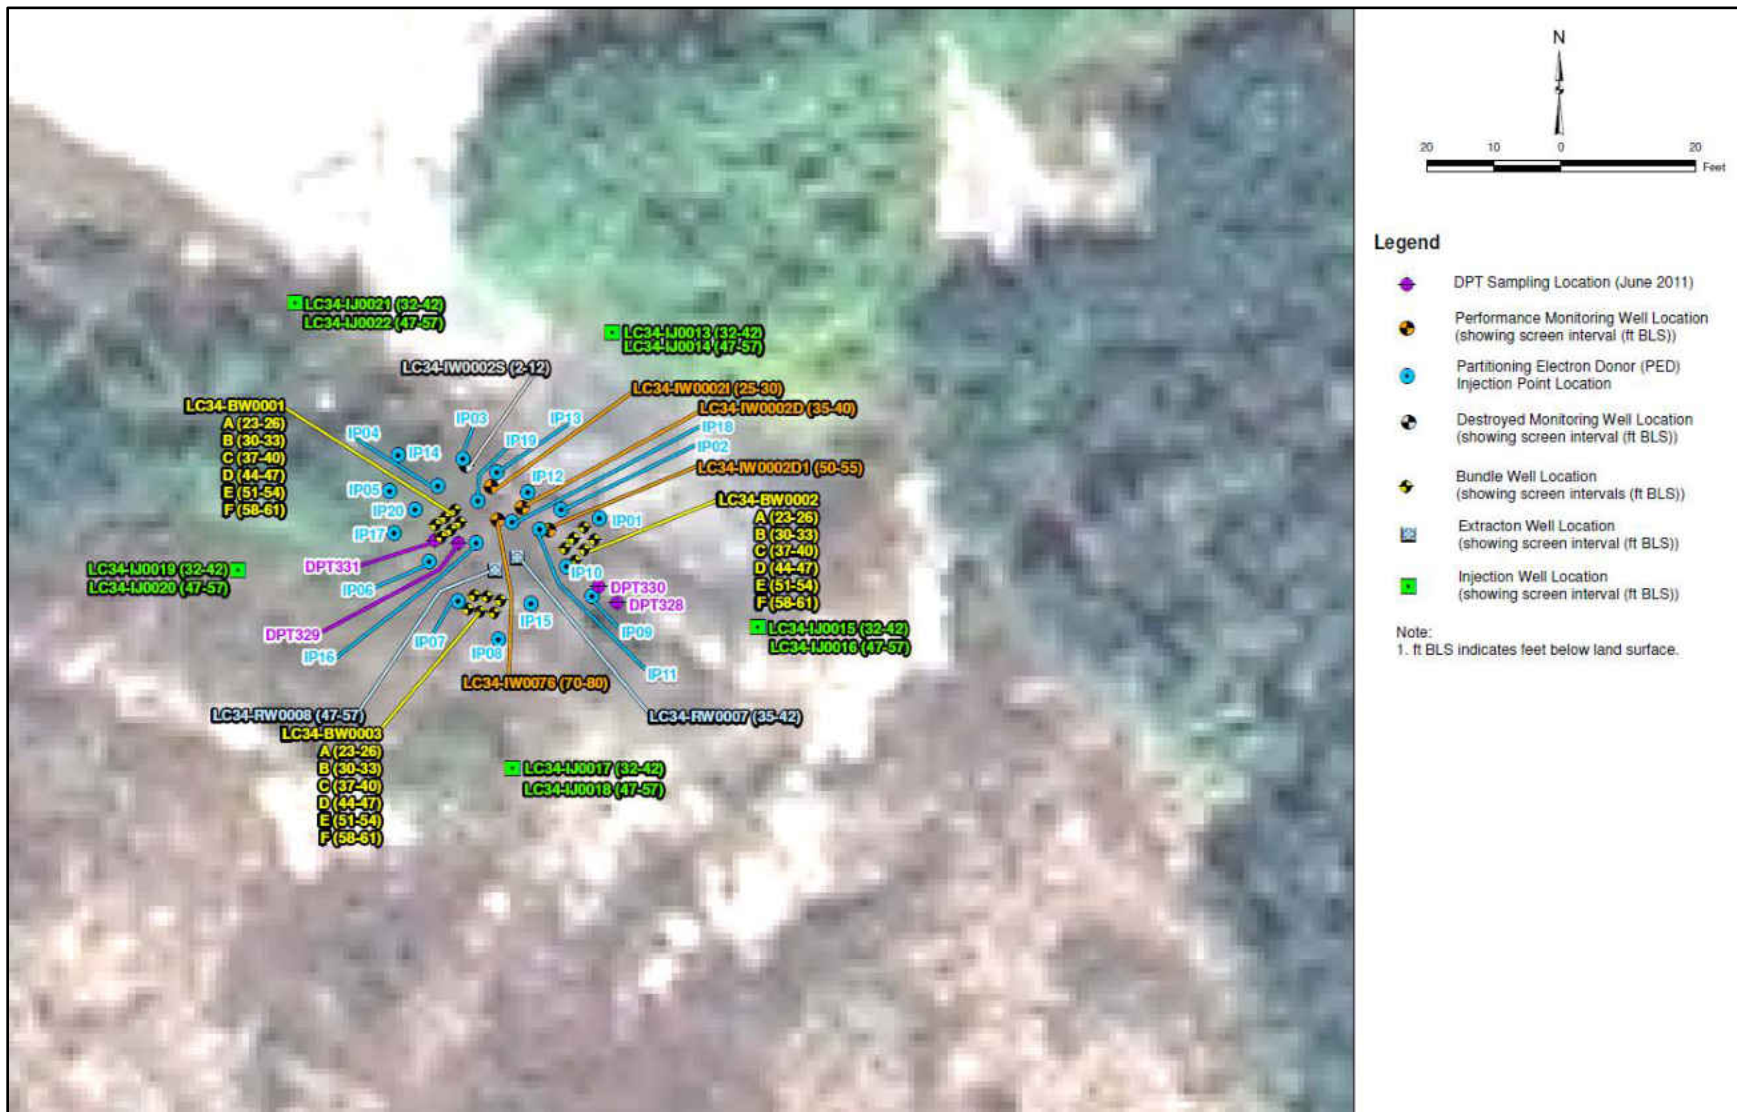 LC34-IJ0021 (32-42)
LC34-IJ0022 (47-57)
LC34-IJ0013 (32-42)
LC34-IJ0014 (47-57)
LC34-IW0002S (2-12)
LC34-IW0002I (25-30)
LC34-IW0002D (35-40)
IP18
IP02
LC34-IW0002D1 (50-55)
LC34-BW0001
A (23-26)
B (30-33)
C (37-40)
D (44-47)
E (51-54)
F (58-61)
IP03
IP13
IP04
IP19
IP14
IP12
IP05
IP20
IP17
IP01
LC34-BW0002
A (23-26)
B (30-33)
C (37-40)
D (44-47)
E (51-54)
F (58-61)
LC34-IJ0019 (32-42)
LC34-IJ0020 (47-57)
DPT331
IP06
IP10
DPT330
DPT328
DPT329
IP16
IP07
IP15
IP08
IP09
IP11
LC34-IJ0015 (32-42)
LC34-IJ0016 (47-57)
LC34-IW0076 (70-80)
LC34-RW0008 (47-57)
LC34-RW0007 (35-42)
LC34-BW0003
A (23-26)
B (30-33)
C (37-40)
D (44-47)
E (51-54)
F (58-61)
LC34-IJ0017 (32-42)
LC34-IJ0018 (47-57)
N
20 10 0 20
Feet
Legend
DPT Sampling Location (June 2011)
Performance Monitoring Well Location
(showing screen interval (ft BLS))
Partitioning Electron Donor (PED)
Injection Point Location
Destroyed Monitoring Well Location
(showing screen interval (ft BLS))
Bundle Well Location
(showing screen intervals (ft BLS))
Extracton Well Location
(showing screen interval (ft BLS))
Injection Well Location
(showing screen interval (ft BLS))
Note:
1. ft BLS indicates feet below land surface.